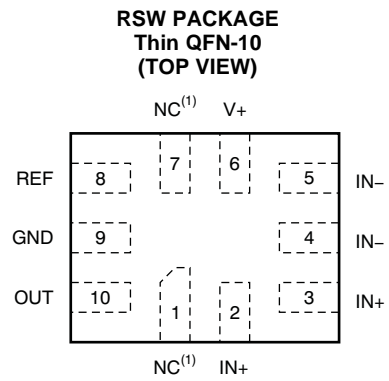 RSW PACKAGE
Thin QFN-10
(TOP VIEW)
NC(1) V+
7 6
REF 8 5 IN–
GND 9 4 IN–
OUT 10 3 IN+
1 2
NC(1) IN+